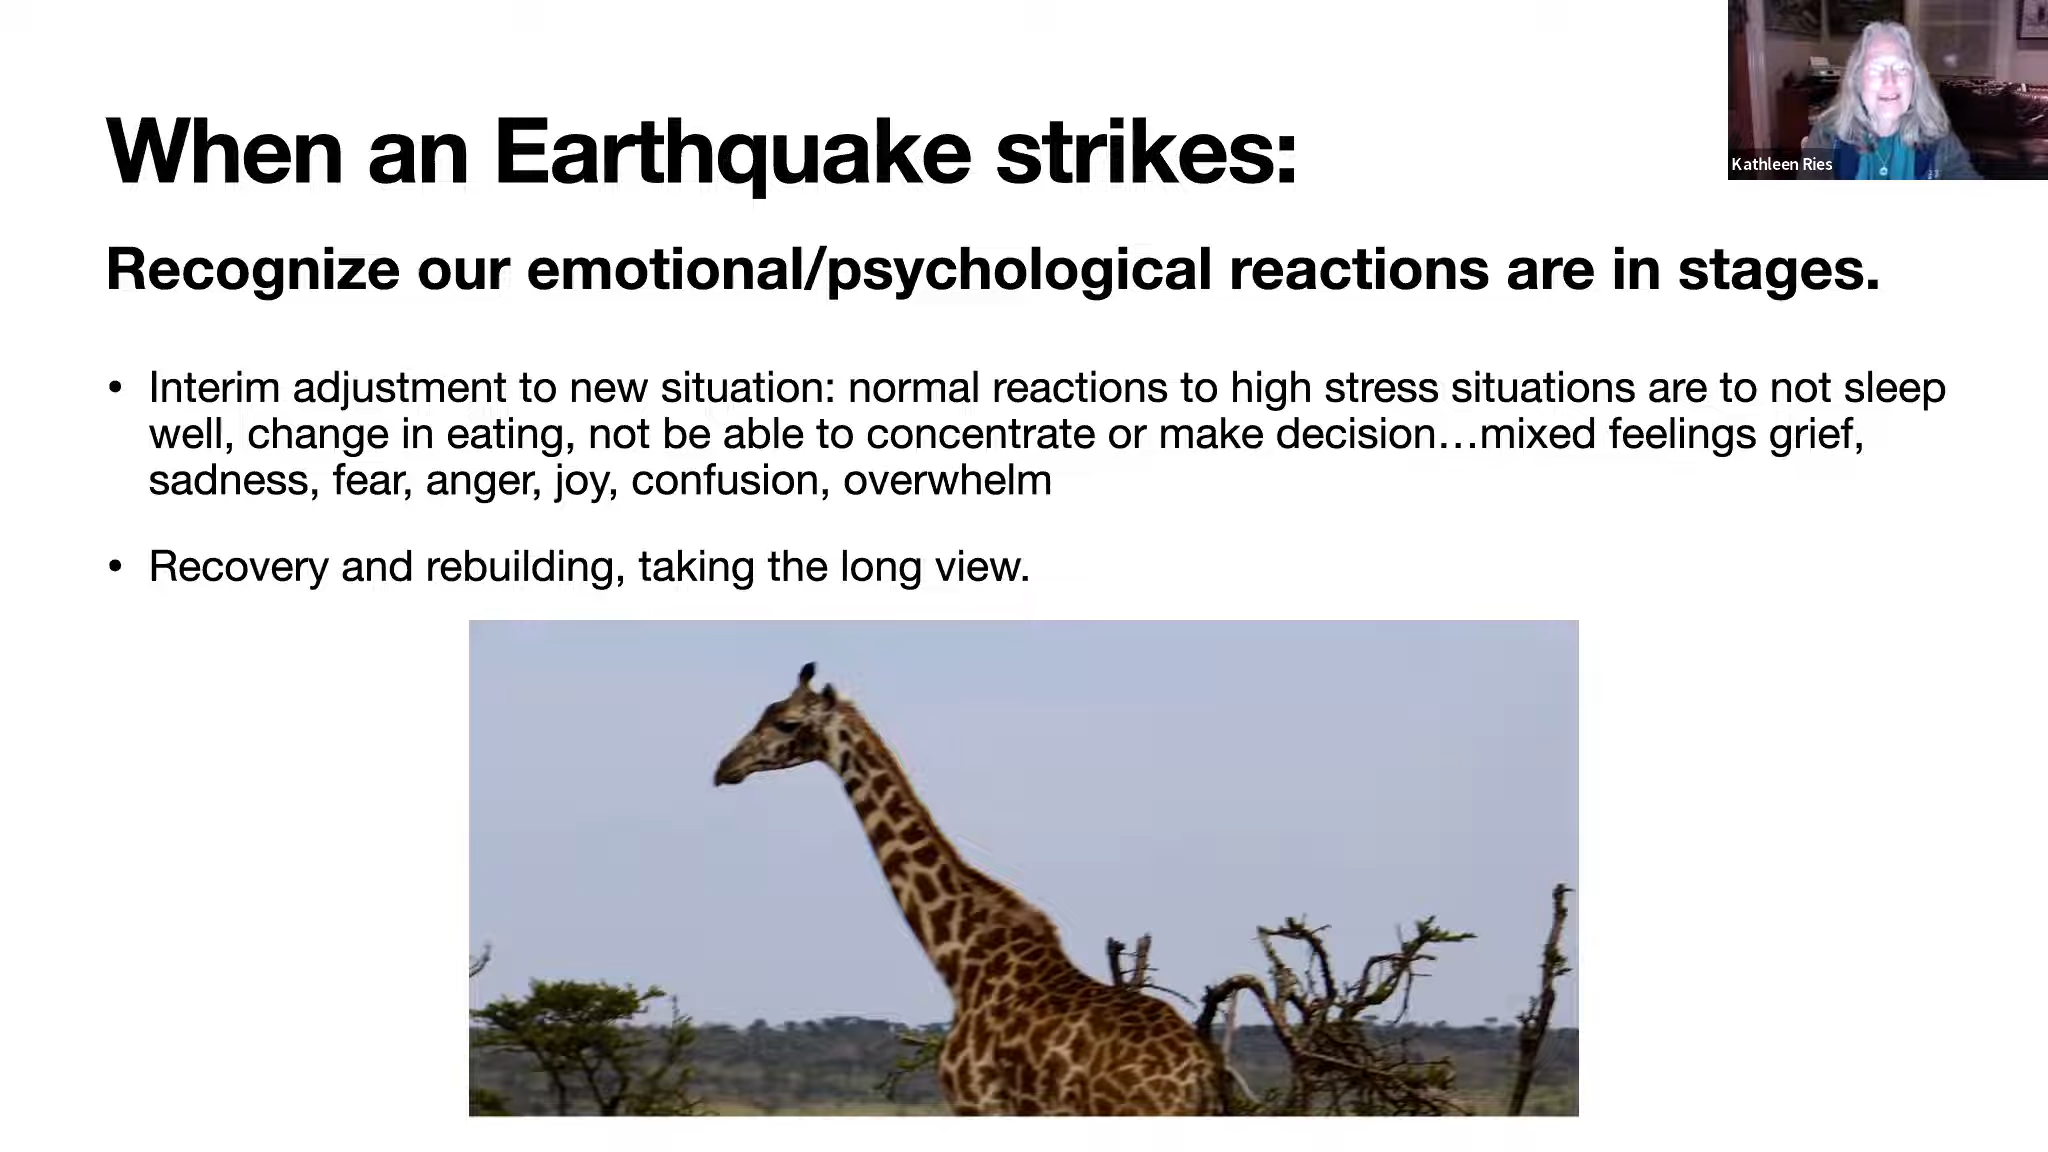 When an Earthquake strikes:
Kathleen Ries
Recognize our emotional/psychological reactions are in stages.
• Interim adjustment to new situation: normal reactions to high stress situations are to not sleep
well, change in eating, not be able to concentrate or make decision…mixed feelings grief,
sadness, fear, anger, joy, confusion, overwhelm
• Recovery and rebuilding, taking the long view.